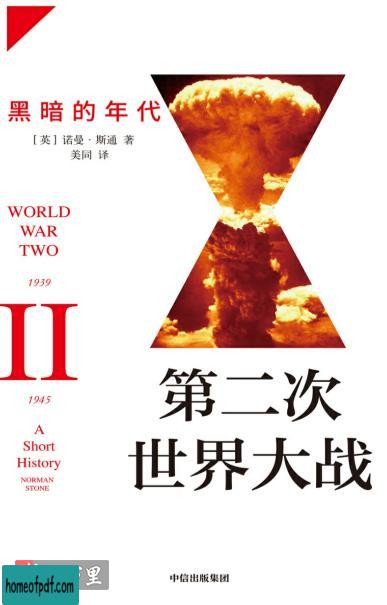 黑暗的年代
［英］诺曼·斯通 著
美同 译
WORLD
WAR
TWO
1939
II
1945
A
Short
History
NORMAN
STONE
第二次
世界大战
里
homeofpdf.com
中信出版集团